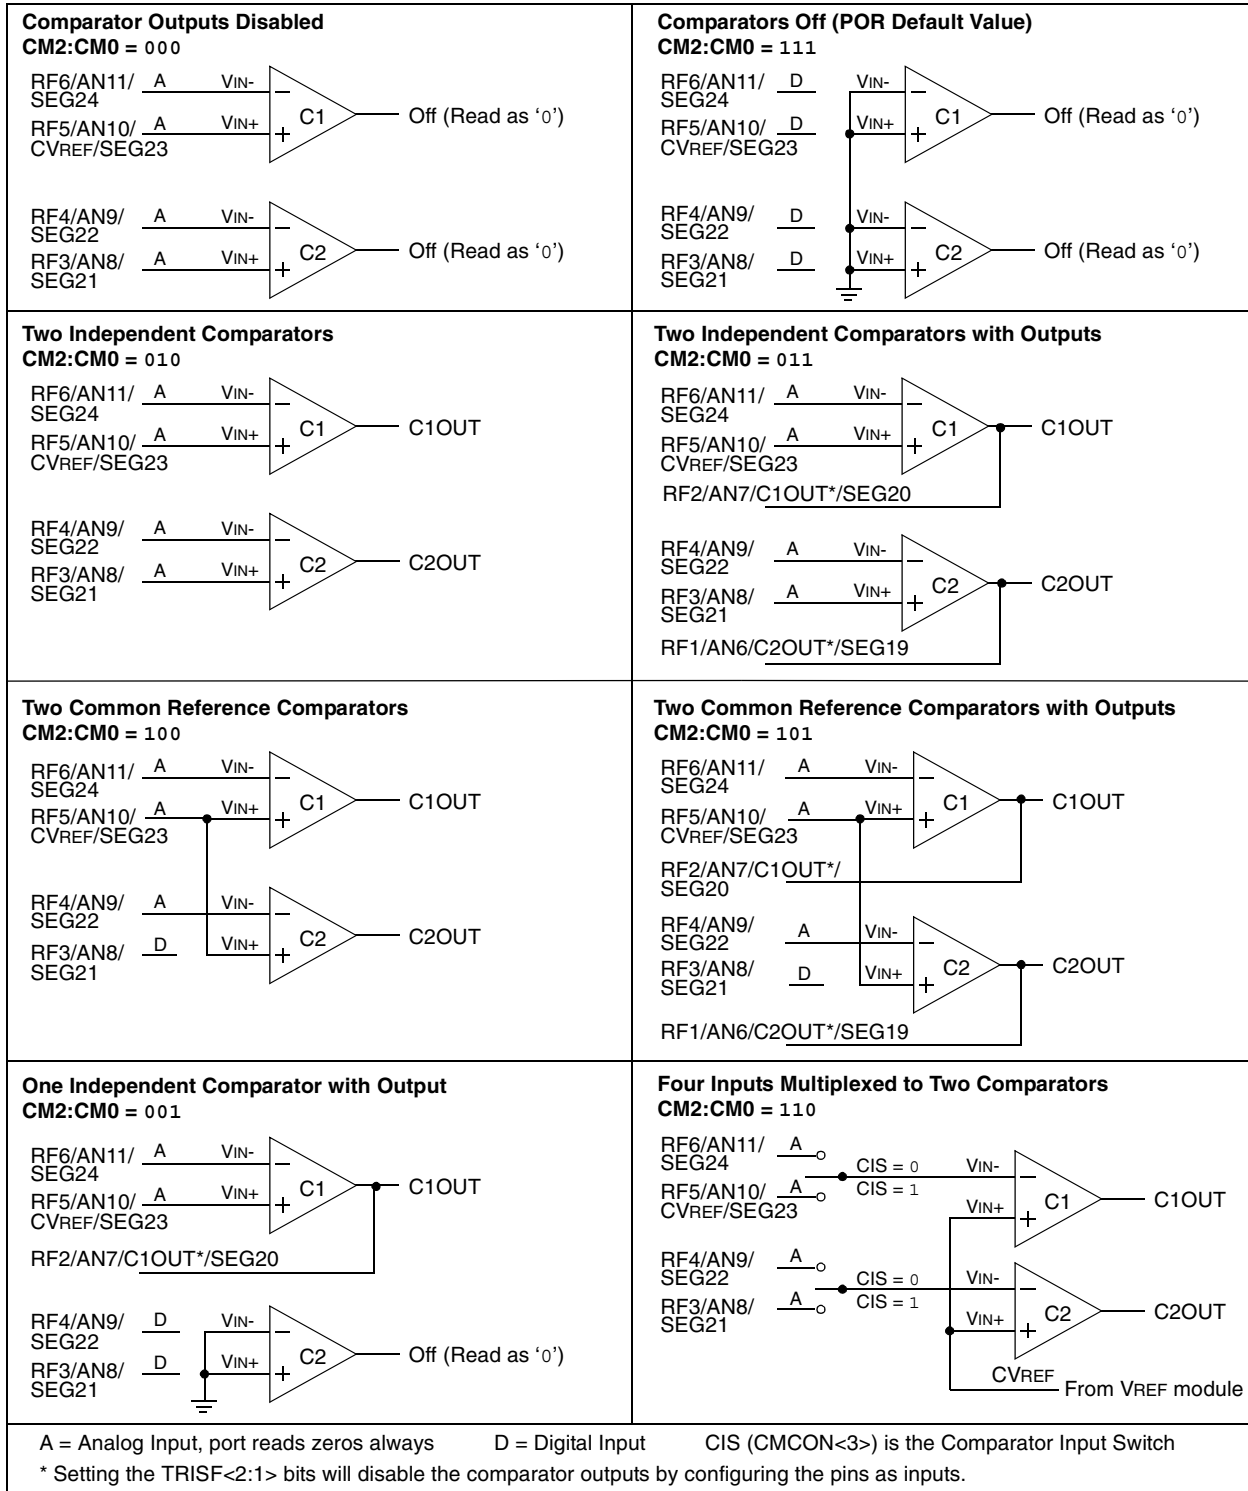 Comparator Outputs Disabled
CM2:CM0 = 000
RF6/AN11/ A VIN-
SEG24
C1 Off (Read as ‘0’)
RF5/AN10/ A VIN+
CVREF/SEG23
RF4/AN9/ A VIN-
SEG22
C2 Off (Read as ‘0’)
RF3/AN8/ A VIN+
SEG21
Comparators Off (POR Default Value)
CM2:CM0 = 111
RF6/AN11/ D VIN-
SEG24
C1 Off (Read as ‘0’)
RF5/AN10/ D VIN+
CVREF/SEG23
RF4/AN9/ D VIN-
SEG22
C2 Off (Read as ‘0’)
RF3/AN8/ D VIN+
SEG21
Two Independent Comparators
CM2:CM0 = 010
RF6/AN11/ A VIN-
SEG24
C1 C1OUT
RF5/AN10/ A VIN+
CVREF/SEG23
RF4/AN9/ A VIN-
SEG22
C2 C2OUT
RF3/AN8/ A VIN+
SEG21
Two Independent Comparators with Outputs
CM2:CM0 = 011
RF6/AN11/ A VIN-
SEG24
C1 C1OUT
RF5/AN10/ A VIN+
CVREF/SEG23
RF2/AN7/C1OUT*/SEG20
RF4/AN9/ A VIN-
SEG22
C2 C2OUT
RF3/AN8/ A VIN+
SEG21
RF1/AN6/C2OUT*/SEG19
Two Common Reference Comparators
CM2:CM0 = 100
RF6/AN11/ A VIN-
SEG24
C1 C1OUT
RF5/AN10/ A VIN+
CVREF/SEG23
RF4/AN9/ A VIN-
SEG22
C2 C2OUT
RF3/AN8/ D VIN+
SEG21
Two Common Reference Comparators with Outputs
CM2:CM0 = 101
RF6/AN11/ A VIN-
SEG24
C1 C1OUT
RF5/AN10/ A VIN+
CVREF/SEG23
RF2/AN7/C1OUT*/
SEG20
RF4/AN9/ A VIN-
SEG22
C2 C2OUT
RF3/AN8/ D VIN+
SEG21
RF1/AN6/C2OUT*/SEG19
One Independent Comparator with Output
CM2:CM0 = 001
RF6/AN11/ A VIN-
SEG24
C1 C1OUT
RF5/AN10/ A VIN+
CVREF/SEG23
RF2/AN7/C1OUT*/SEG20
RF4/AN9/ D VIN-
SEG22
C2 Off (Read as ‘0’)
RF3/AN8/ D VIN+
SEG21
Four Inputs Multiplexed to Two Comparators
CM2:CM0 = 110
RF6/AN11/ A
SEG24 CIS = 0 VIN-
RF5/AN10/ A CIS = 1 C1 C1OUT
CVREF/SEG23 VIN+
RF4/AN9/ A
SEG22 CIS = 0 VIN-
RF3/AN8/ A CIS = 1 C2 C2OUT
SEG21 VIN+
CVREF
From VREF module
A = Analog Input, port reads zeros always D = Digital Input CIS (CMCON<3>) is the Comparator Input Switch
* Setting the TRISF<2:1> bits will disable the comparator outputs by configuring the pins as inputs.